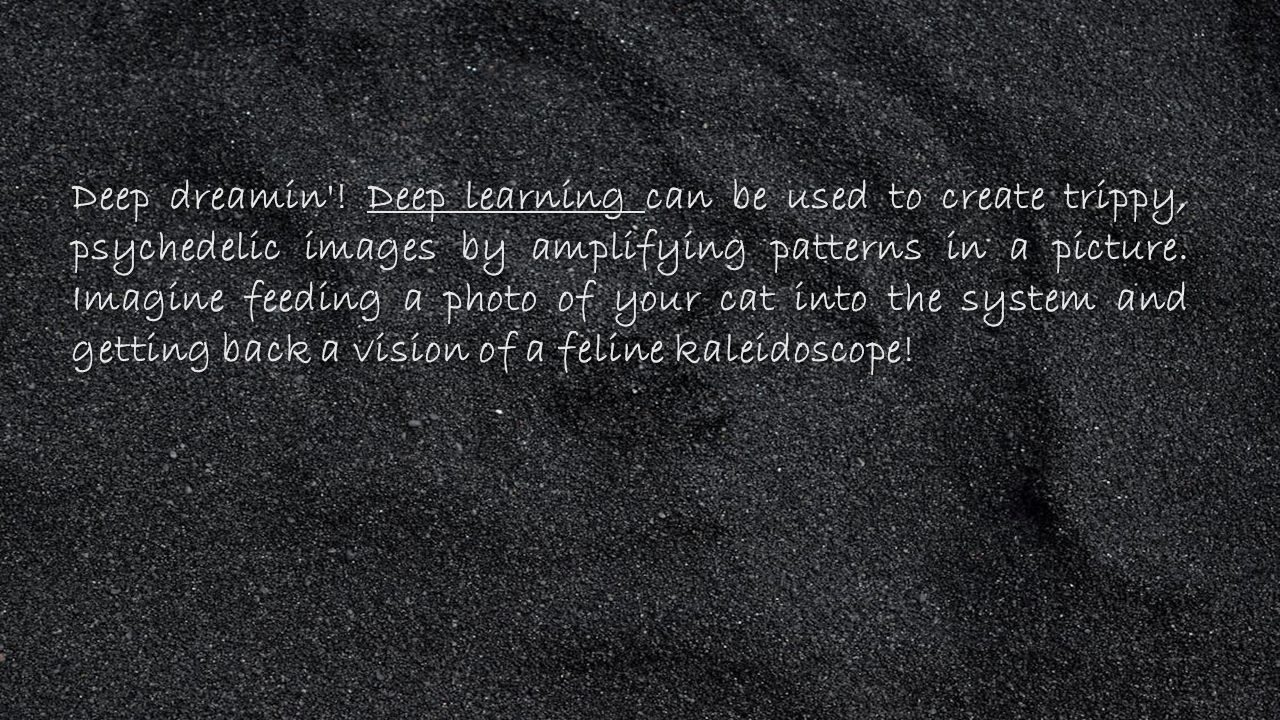 Deep dreamin'! Deep learning can be used to create trippy,
psychedelic images by amplifying patterns in a picture.
Imagine feeding a photo of your cat into the system and
getting back a vision of a feline kaleidoscope!